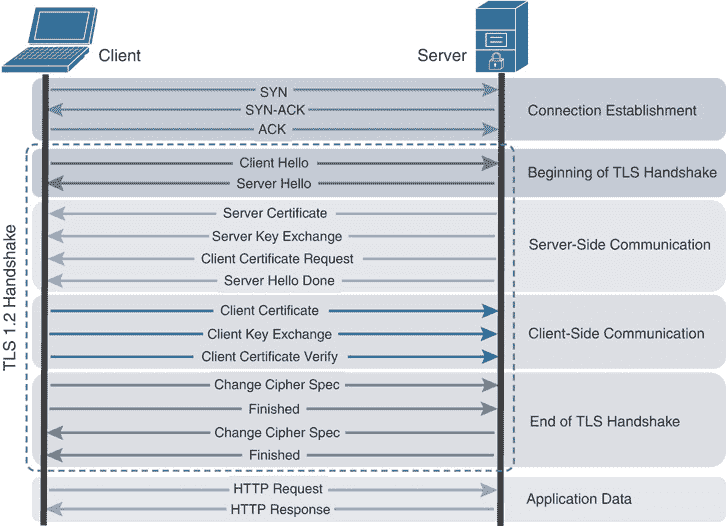 Client
Server
SYN
SYN-ACK
ACK
Connection Establishment
TLS 1.2 Handshake
Client Hello
Server Hello
Beginning of TLS Handshake
Server Certificate
Server Key Exchange
Client Certificate Request
Server Hello Done
Server-Side Communication
Client Certificate
Client Key Exchange
Client Certificate Verify
Client-Side Communication
Change Cipher Spec
Finished
Change Cipher Spec
Finished
End of TLS Handshake
HTTP Request
HTTP Response
Application Data